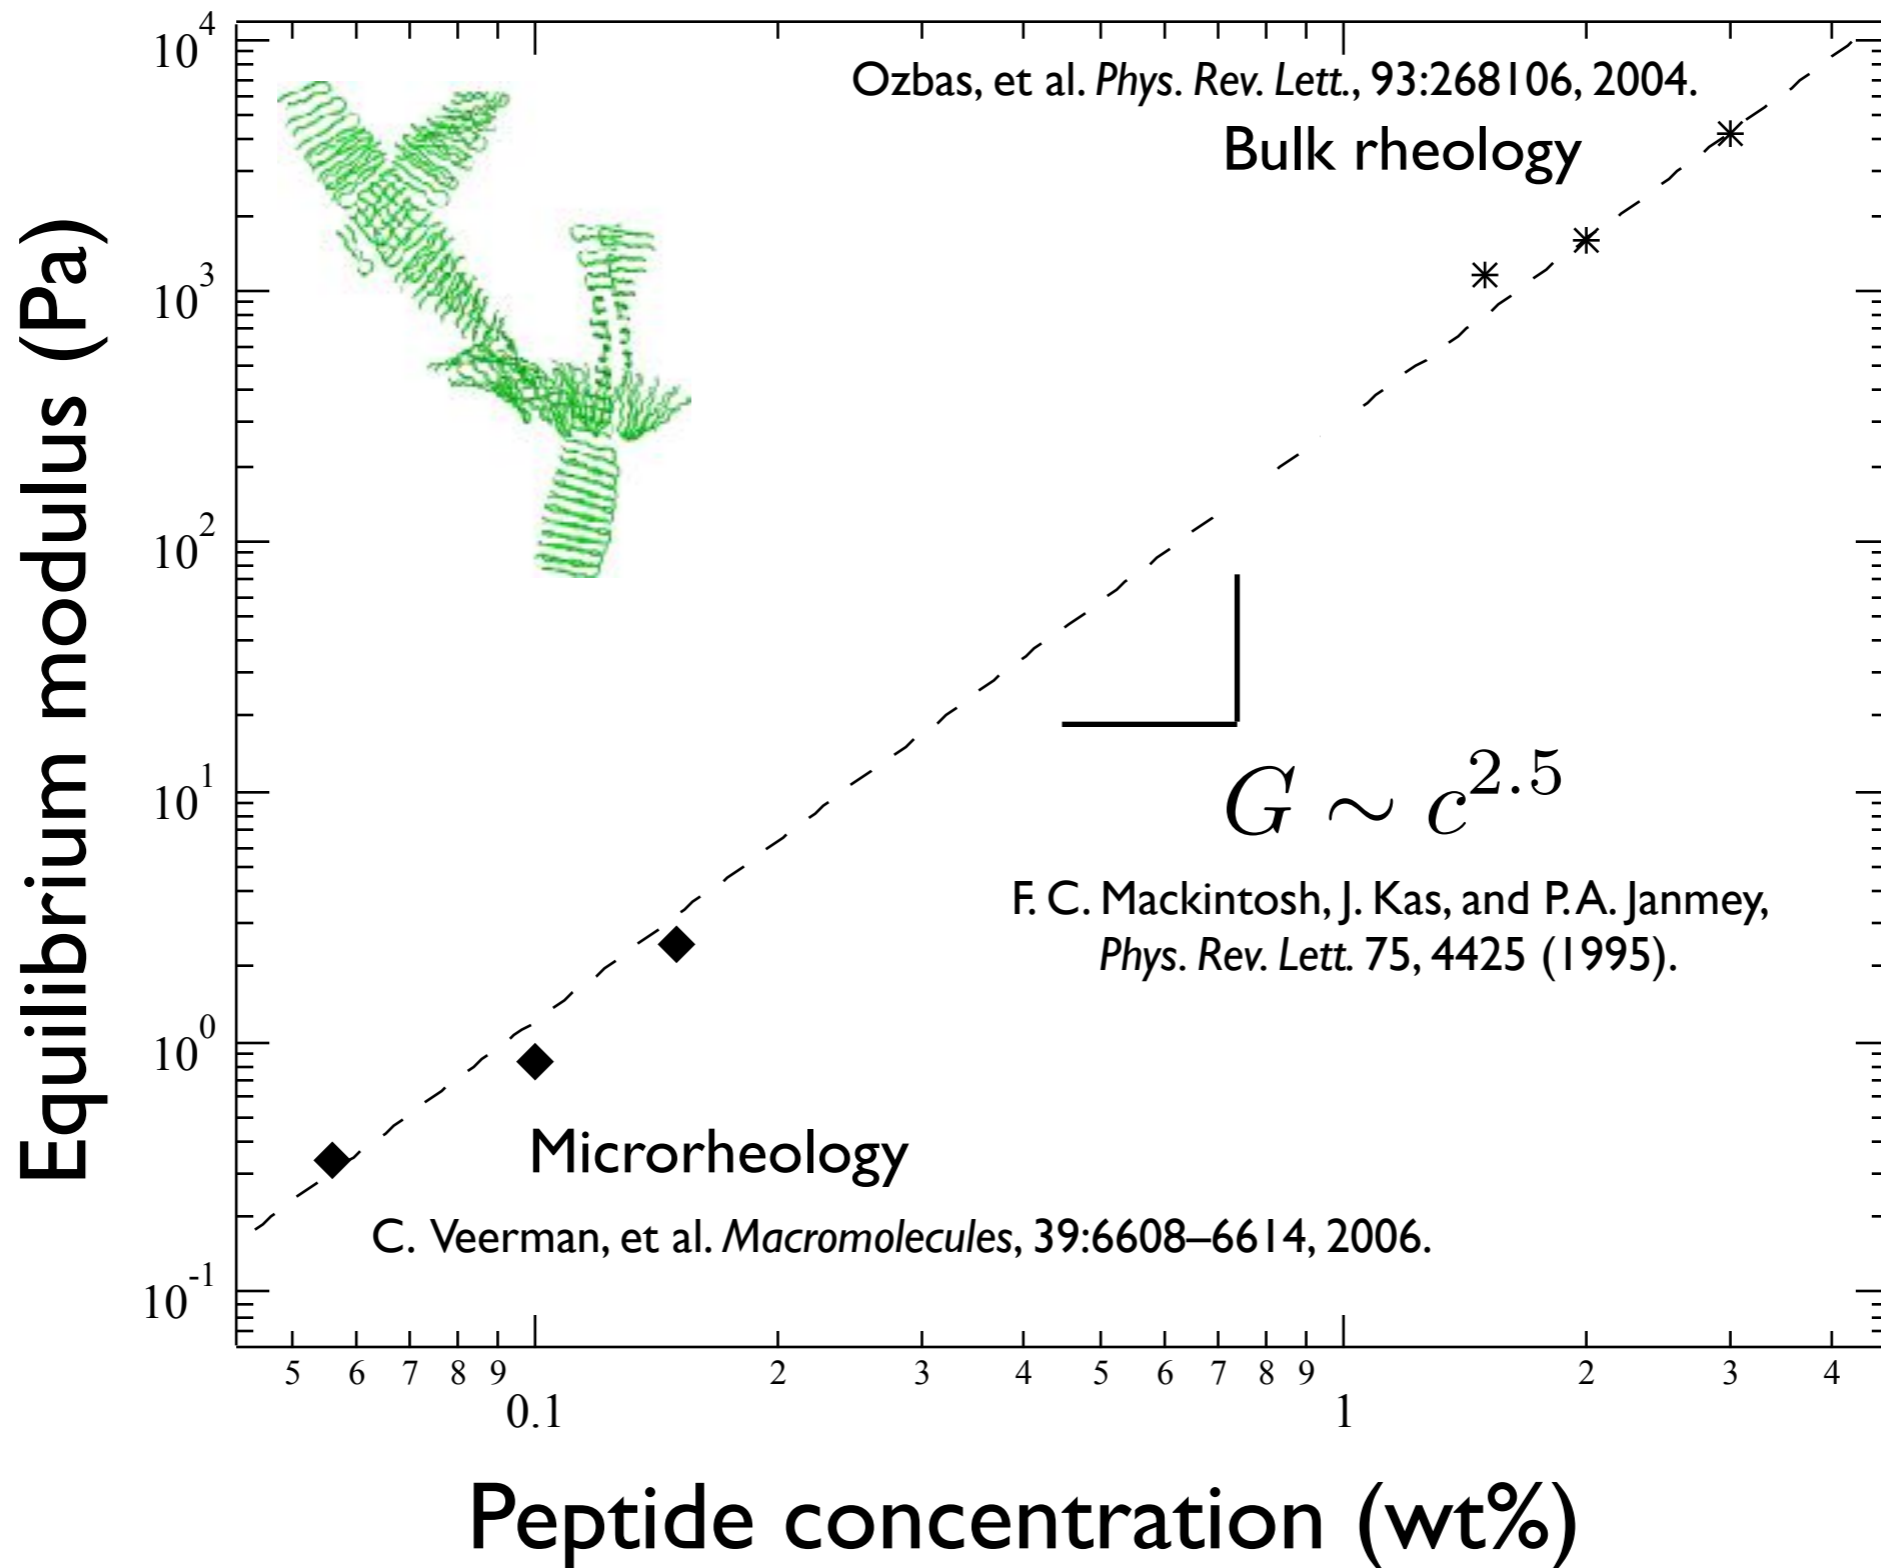 Equilibrium modulus (Pa)
10^4
10^3
10^2
10^1
10^0
10^-1
Ozbas, et al. Phys. Rev. Lett., 93:268106, 2004.
Bulk rheology
G ~ c^2.5
F. C. Mackintosh, J. Kas, and P. A. Janmey,
Phys. Rev. Lett. 75, 4425 (1995).
Microrheology
C. Veerman, et al. Macromolecules, 39:6608–6614, 2006.
5 6 7 8 9 2 3 4 5 6 7 8 9 2 3 4
0.1 1
Peptide concentration (wt%)